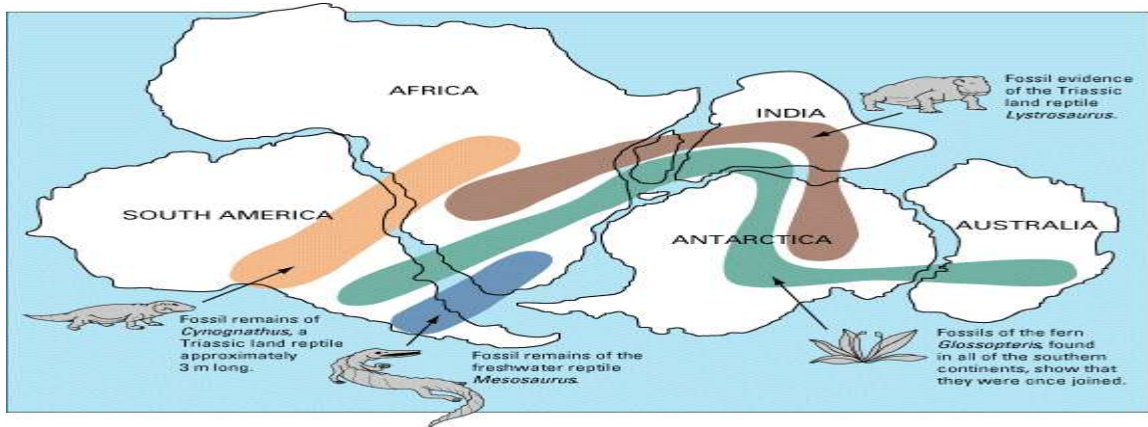 AFRICA
INDIA
SOUTH AMERICA
ANTARCTICA
AUSTRALIA
Fossil evidence
of the Triassic
land reptile
Lystrosaurus.
Fossil remains of
Cynognathus, a
Triassic land reptile
approximately
3 m long.
Fossil remains of the
freshwater reptile
Mesosaurus.
Fossils of the fern
Glossopteris, found
in all of the southern
continents, show that
they were once joined.